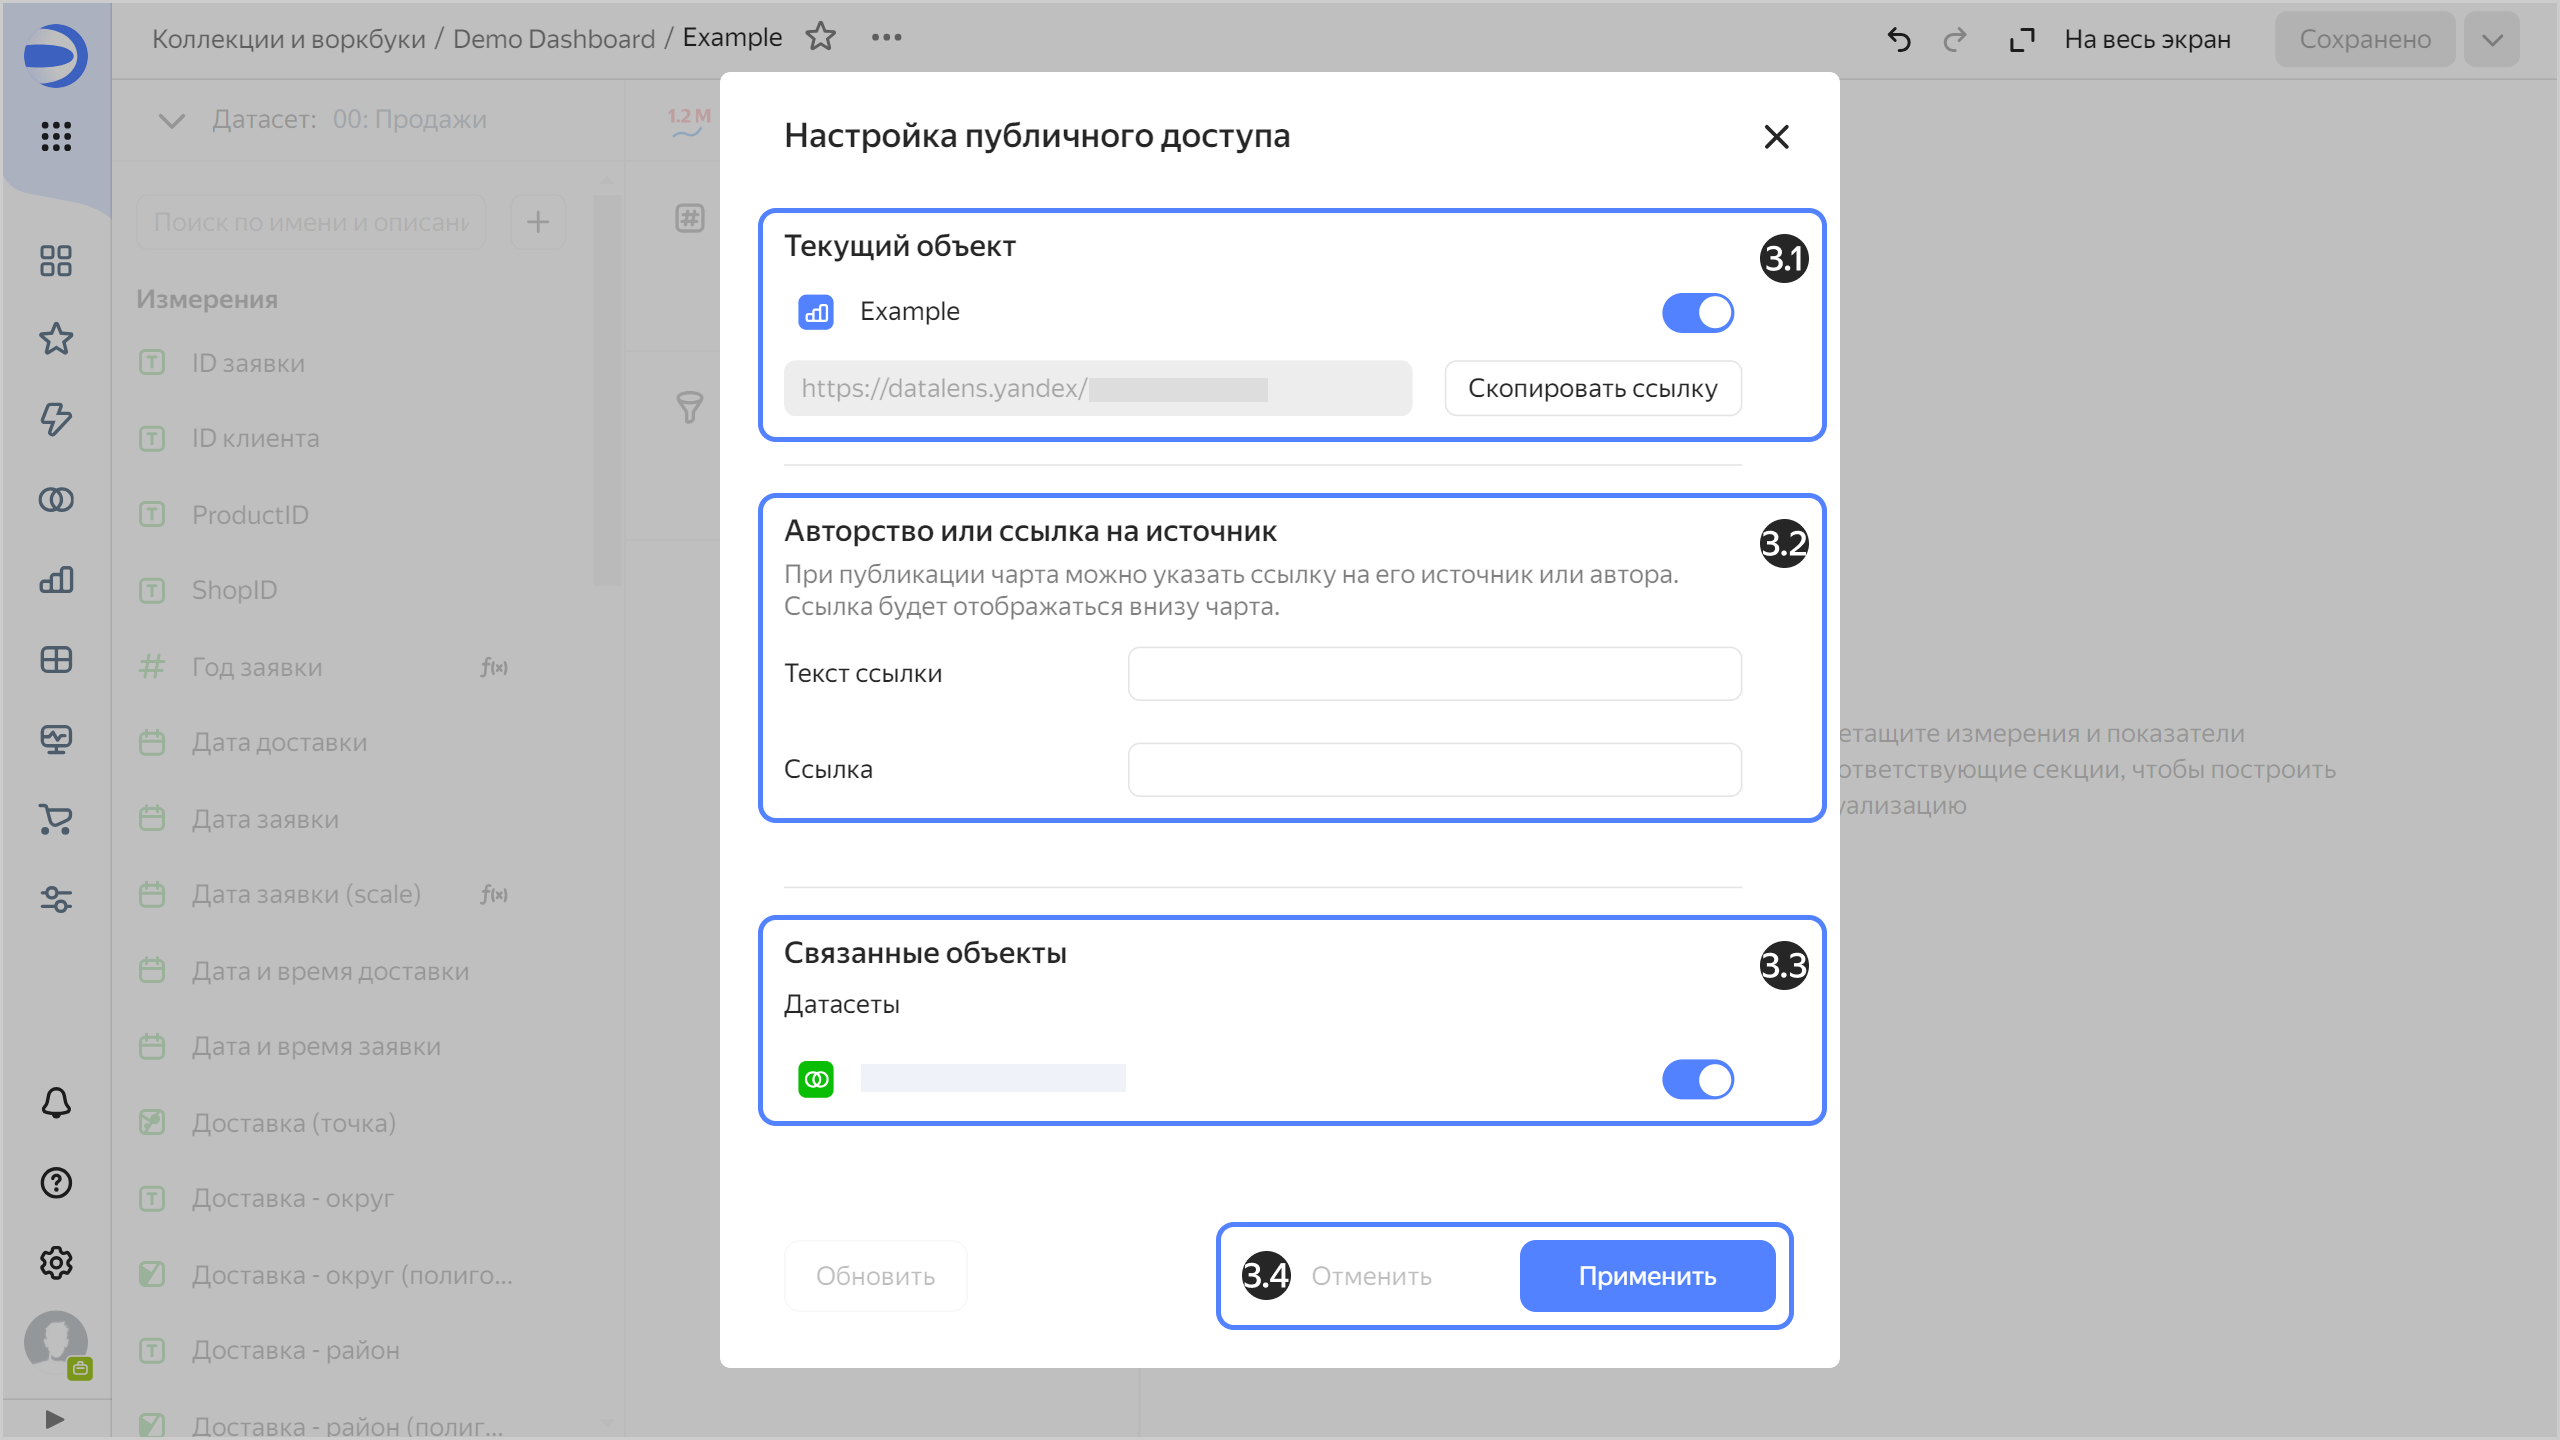 Коллекции и воркбуки / Demo Dashboard / Example
На весь экран
Сохранено
Датасет: 00: Продажи
1.2 M
Поиск по имени и описани
Измерения
ID заявки
ID клиента
ProductID
ShopID
Год заявки
f(x)
Дата доставки
Дата заявки
Дата заявки (scale)
f(x)
Дата и время доставки
Дата и время заявки
Доставка (точка)
Доставка - округ
Доставка - округ (полиго...
Доставка - район
Доставка - район (полиг...
Настройка публичного доступа
Текущий объект
3.1
Example
https://datalens.yandex/
Скопировать ссылку
Авторство или ссылка на источник
3.2
При публикации чарта можно указать ссылку на его источник или автора.
Ссылка будет отображаться внизу чарта.
Текст ссылки
Ссылка
Связанные объекты
3.3
Датасеты
Обновить
3.4
Отменить
Применить
етащите измерения и показатели
ответствующие секции, чтобы построить
уализацию